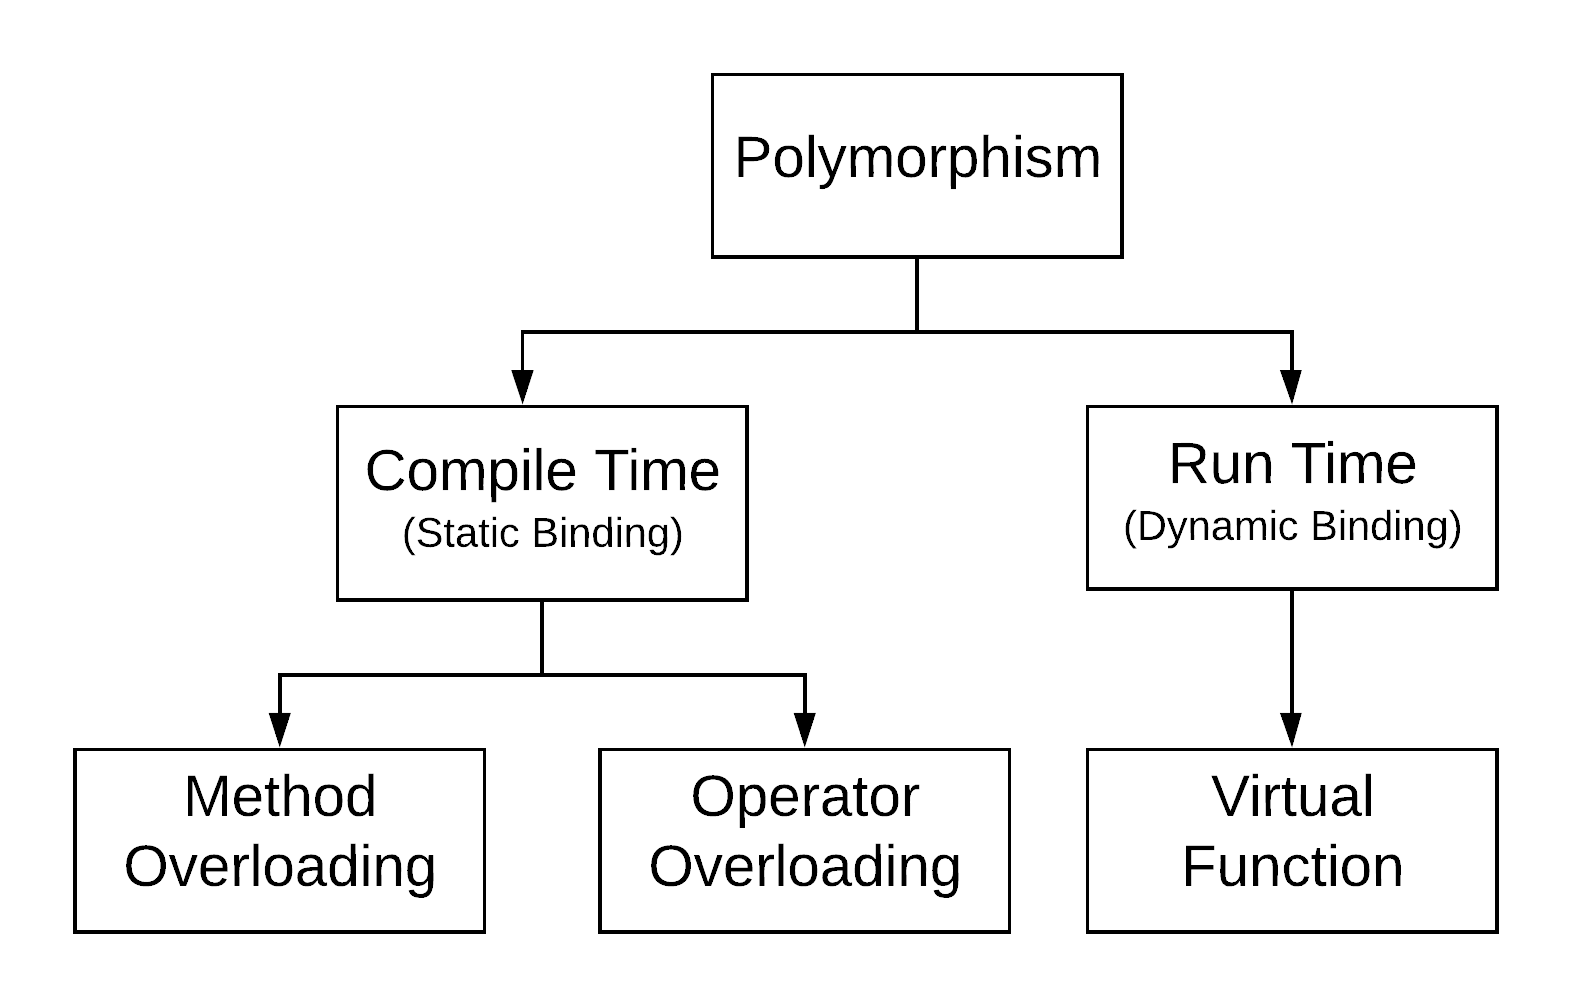 Polymorphism
Compile Time
(Static Binding)
Run Time
(Dynamic Binding)
Method
Overloading
Operator
Overloading
Virtual
Function